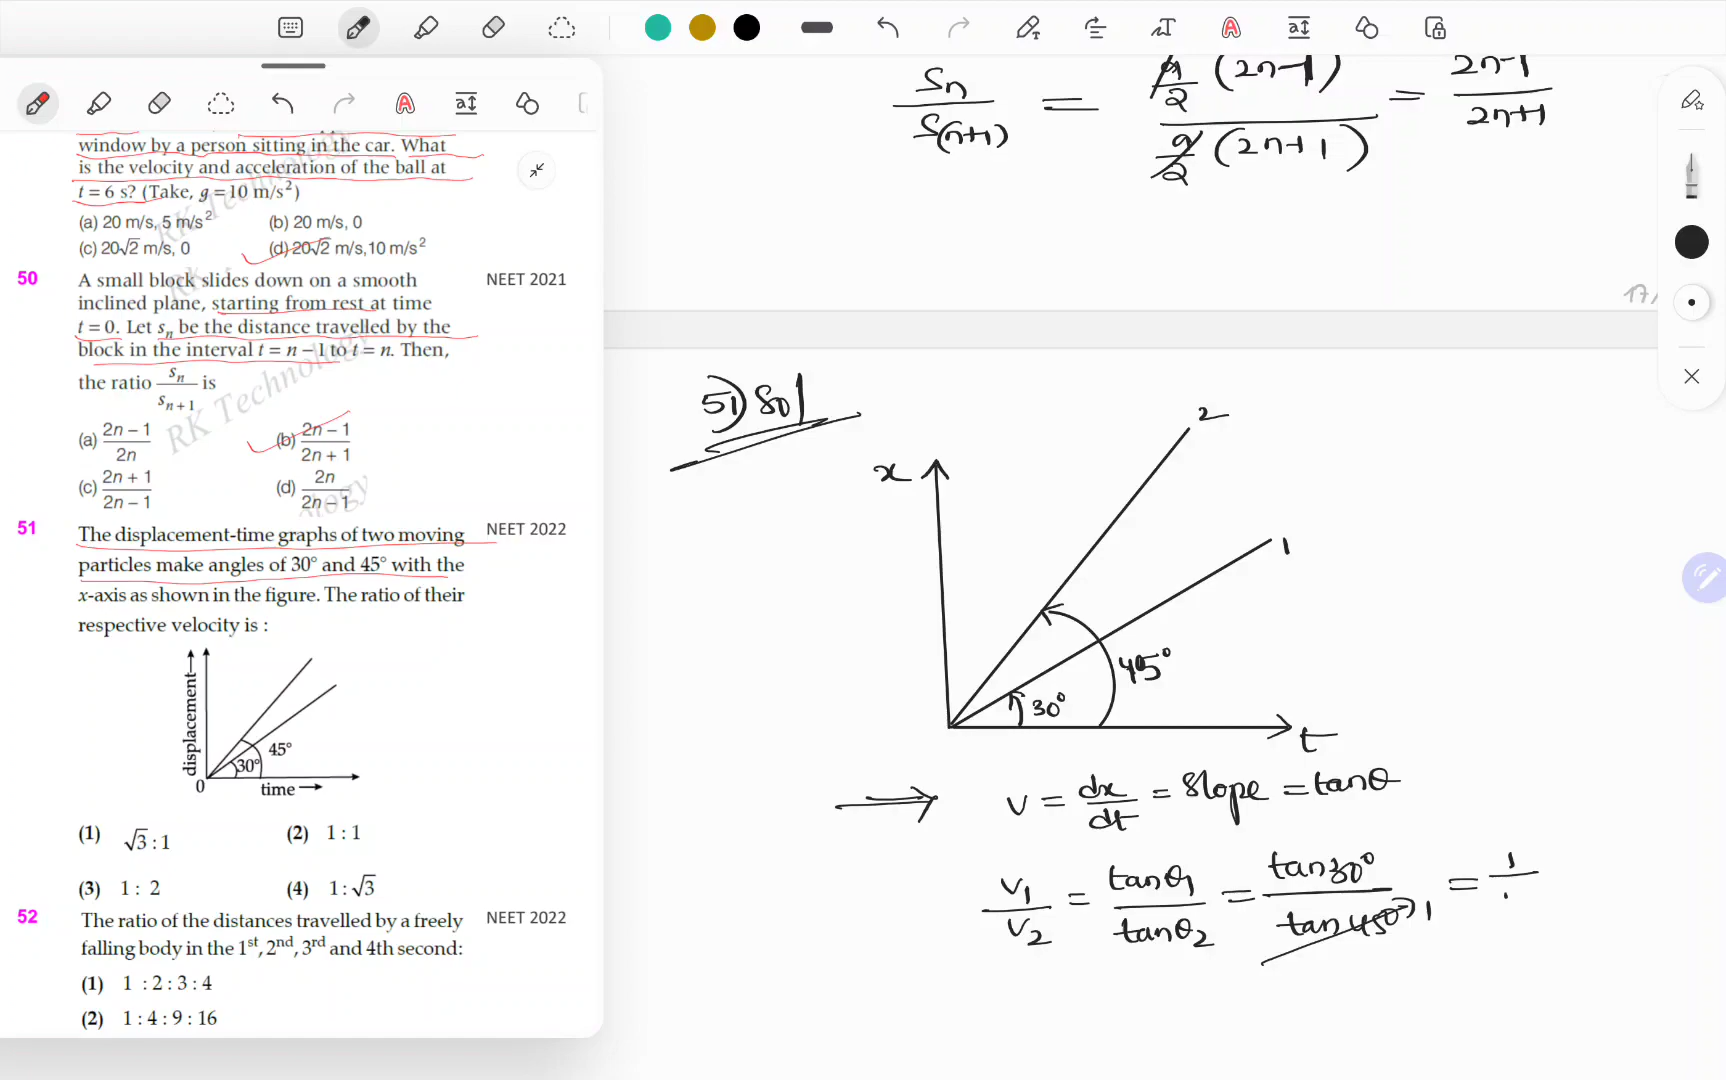 window by a person sitting in the car. What
is the velocity and acceleration of the ball at
t = 6 s? (Take, g = 10 m/s²)
(a) 20 m/s, 5 m/s² (b) 20 m/s, 0
(c) 20√2 m/s, 0 (d) 20√2 m/s, 10 m/s²
50 A small block slides down on a smooth NEET 2021
inclined plane, starting from rest at time
t = 0. Let sₙ be the distance travelled by the
block in the interval t = n – 1 to t = n. Then,
the ratio sₙ/sₙ₊₁ is
(a) (2n – 1)/2n (b) (2n – 1)/(2n + 1)
(c) (2n + 1)/(2n – 1) (d) 2n/(2n – 1)
RK Technology
RK Technology
51 The displacement-time graphs of two moving NEET 2022
particles make angles of 30° and 45° with the
x-axis as shown in the figure. The ratio of their
respective velocity is :
displacement
45°
30°
0 time
(1) √3 : 1 (2) 1 : 1
(3) 1 : 2 (4) 1 : √3
52 The ratio of the distances travelled by a freely NEET 2022
falling body in the 1st, 2nd, 3rd and 4th second:
(1) 1 : 2 : 3 : 4
(2) 1 : 4 : 9 : 16
Sn/S(n+1) = a/2 (2n-1) / a/2 (2n+1) = 2n-1/2n+1
17/
51) Sol
2
x
1
45°
30°
t
v = dx/dt = Slope = tanθ
v₁/v₂ = tanθ₁/tanθ₂ = tan30°/tan45° 1 = 1/